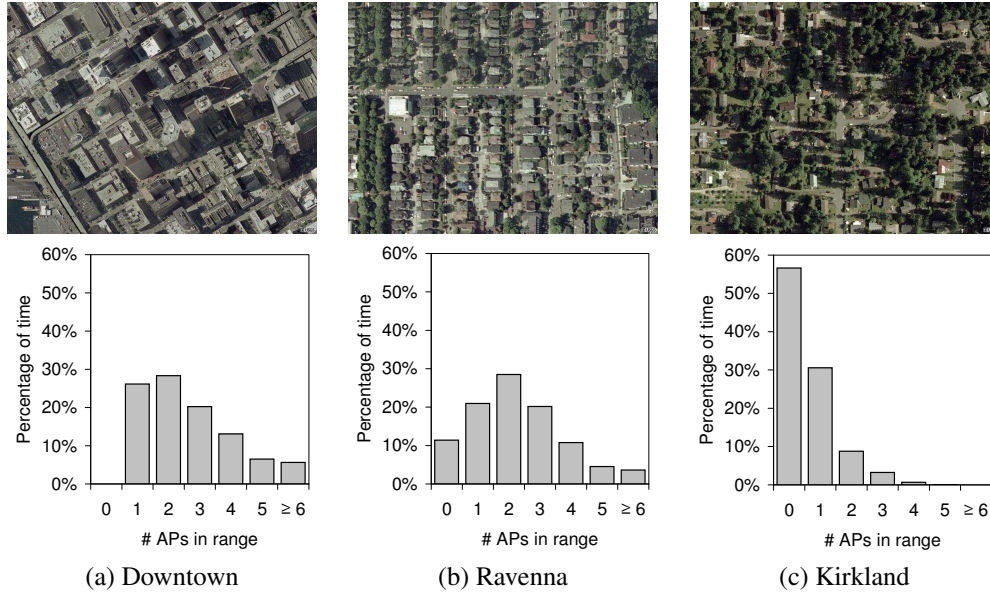 60%
50%
40%
30%
20%
10%
0%
Percentage of time
0 1 2 3 4 5 ≥ 6
# APs in range
(a) Downtown
60%
50%
40%
30%
20%
10%
0%
Percentage of time
0 1 2 3 4 5 ≥ 6
# APs in range
(b) Ravenna
60%
50%
40%
30%
20%
10%
0%
Percentage of time
0 1 2 3 4 5 ≥ 6
# APs in range
(c) Kirkland